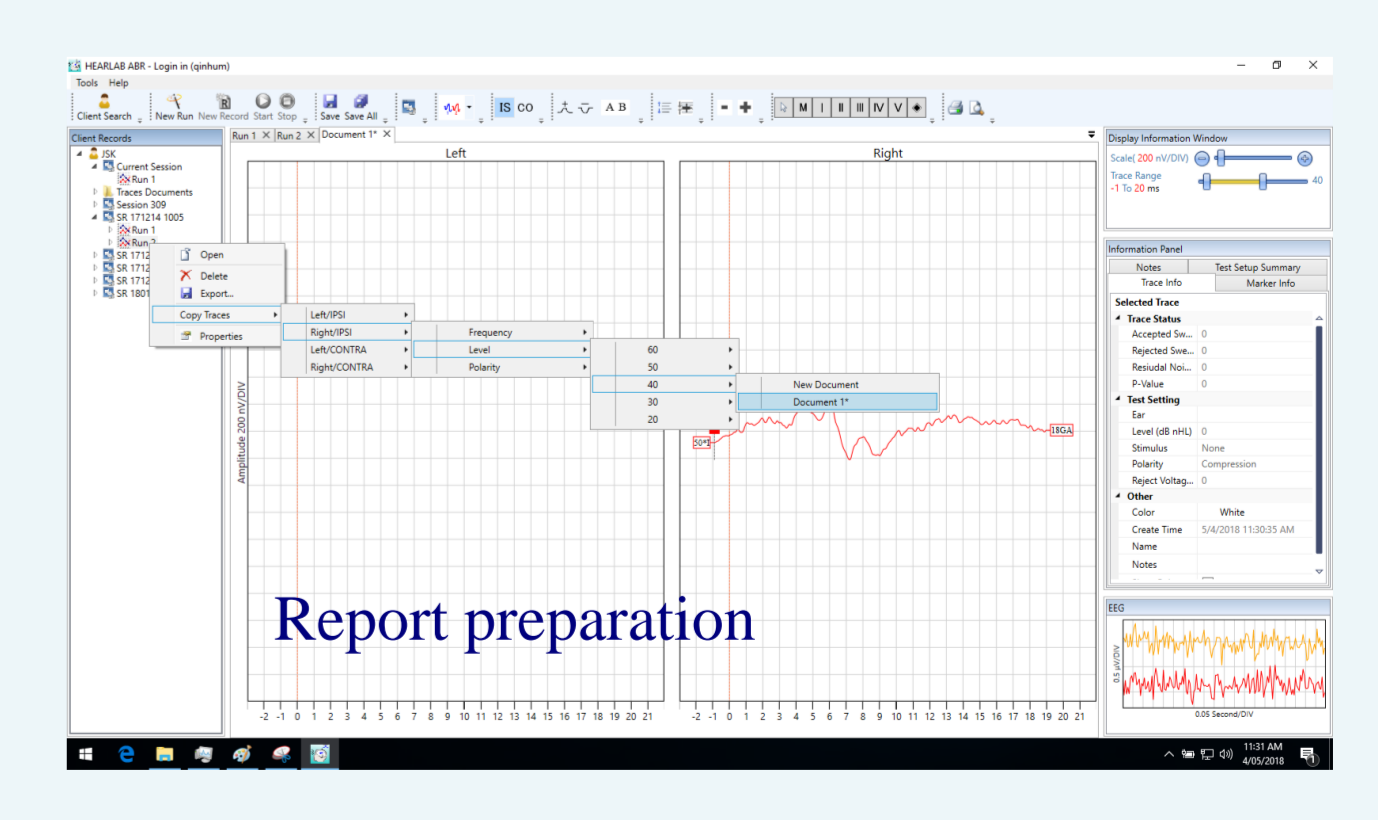 HEARLAB ABR - Login in (qinhum)
Tools Help
Client Search New Run New Record Start Stop Save Save All IS CO A B M I II III IV V
Client Records
JSK
Current Session
Run 1
Traces Documents
Session 309
SR 171214 1005
Run 1
Run 2
SR 1712
SR 1712
SR 1712
SR 1801
Open
Delete
Export...
Copy Traces
Properties
Left/IPSI
Right/IPSI
Left/CONTRA
Right/CONTRA
Frequency
Level
Polarity
60
50
40
30
20
New Document
Document 1*
Run 1 Run 2 Document 1*
Left
Right
Amplitude 200 nV/DIV
50*I
18GA
-2 -1 0 1 2 3 4 5 6 7 8 9 10 11 12 13 14 15 16 17 18 19 20 21
-2 -1 0 1 2 3 4 5 6 7 8 9 10 11 12 13 14 15 16 17 18 19 20 21
Report preparation
Display Information Window
Scale( 200 nV/DIV)
Trace Range
-1 To 20 ms
40
Information Panel
Notes Test Setup Summary
Trace Info Marker Info
Selected Trace
Trace Status
Accepted Sw... 0
Rejected Swe... 0
Resiudal Noi... 0
P-Value 0
Test Setting
Ear
Level (dB nHL) 0
Stimulus None
Polarity Compression
Reject Voltag... 0
Other
Color White
Create Time 5/4/2018 11:30:35 AM
Name
Notes
EEG
0.5 µV/DIV
0.05 Second/DIV
11:31 AM
4/05/2018
1